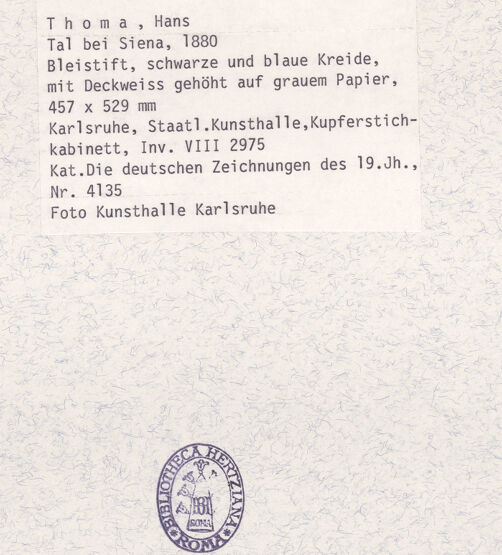 T h o m a , Hans
Tal bei Siena, 1880
Bleistift, schwarze und blaue Kreide,
mit Deckweiss gehöht auf grauem Papier,
457 x 529 mm
Karlsruhe, Staatl.Kunsthalle,Kupferstich-
kabinett, Inv. VIII 2975
Kat.Die deutschen Zeichnungen des 19.Jh.,
Nr. 4135
Foto Kunsthalle Karlsruhe
BIBLIOTHECA HERTZIANA
BH
ROMA
* ROMA *